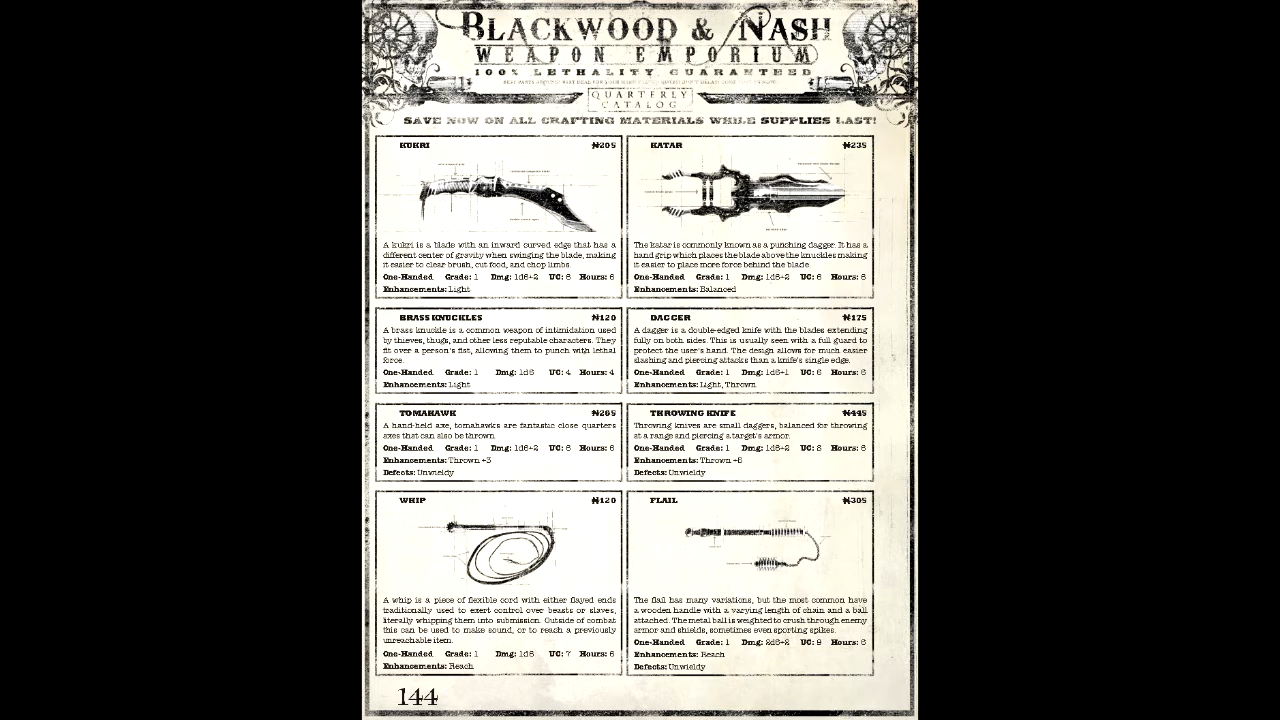 BLACKWOOD & NASH
WEAPON EMPORIUM
100% LETHALITY GUARANTEED
QUARTERLY
CATALOG
SAVE NOW ON ALL CRAFTING MATERIALS WHILE SUPPLIES LAST!
KUKRI ₦205
A kukri is a blade with an inward curved edge that has a
different center of gravity when swinging the blade, making
it easier to clear brush, cut food, and chop limbs.
One-Handed Grade: 1 Dmg: 1d6+2 UC: 6 Hours: 6
Enhancements: Light
KATAR ₦235
The katar is commonly known as a punching dagger. It has a
hand grip which places the blade above the knuckles making
it easier to place more force behind the blade.
One-Handed Grade: 1 Dmg: 1d6+2 UC: 6 Hours: 6
Enhancements: Balanced
BRASS KNUCKLES ₦120
A brass knuckle is a common weapon of intimidation used
by thieves, thugs, and other less reputable characters. They
fit over a person's fist, allowing them to punch with lethal
force.
One-Handed Grade: 1 Dmg: 1d6 UC: 4 Hours: 4
Enhancements: Light
DAGGER ₦175
A dagger is a double-edged knife with the blades extending
fully on both sides. This is usually seen with a full guard to
protect the user's hand. The design allows for much easier
slashing and piercing attacks than a knife's single edge.
One-Handed Grade: 1 Dmg: 1d6+1 UC: 6 Hours: 6
Enhancements: Light, Thrown
TOMAHAWK ₦265
A hand-held axe, tomahawks are fantastic close quarters
axes that can also be thrown.
One-Handed Grade: 1 Dmg: 1d6+2 UC: 6 Hours: 6
Enhancements: Thrown +3
Defects: Unwieldy
THROWING KNIFE ₦445
Throwing knives are small daggers, balanced for throwing
at a range and piercing a target's armor.
One-Handed Grade: 1 Dmg: 1d6+2 UC: 8 Hours: 6
Enhancements: Thrown +6
Defects: Unwieldy
WHIP ₦120
A whip is a piece of flexible cord with either flayed ends
traditionally used to exert control over beasts or slaves,
literally whipping them into submission. Outside of combat
this can be used to make sound, or to reach a previously
unreachable item.
One-Handed Grade: 1 Dmg: 1d6 UC: 7 Hours: 6
Enhancements: Reach
FLAIL ₦305
The flail has many variations, but the most common have
a wooden handle with a varying length of chain and a ball
attached. The metal ball is weighted to crush through enemy
armor and shields, sometimes even sporting spikes.
One-Handed Grade: 1 Dmg: 2d6+2 UC: 9 Hours: 6
Enhancements: Reach
Defects: Unwieldy
144